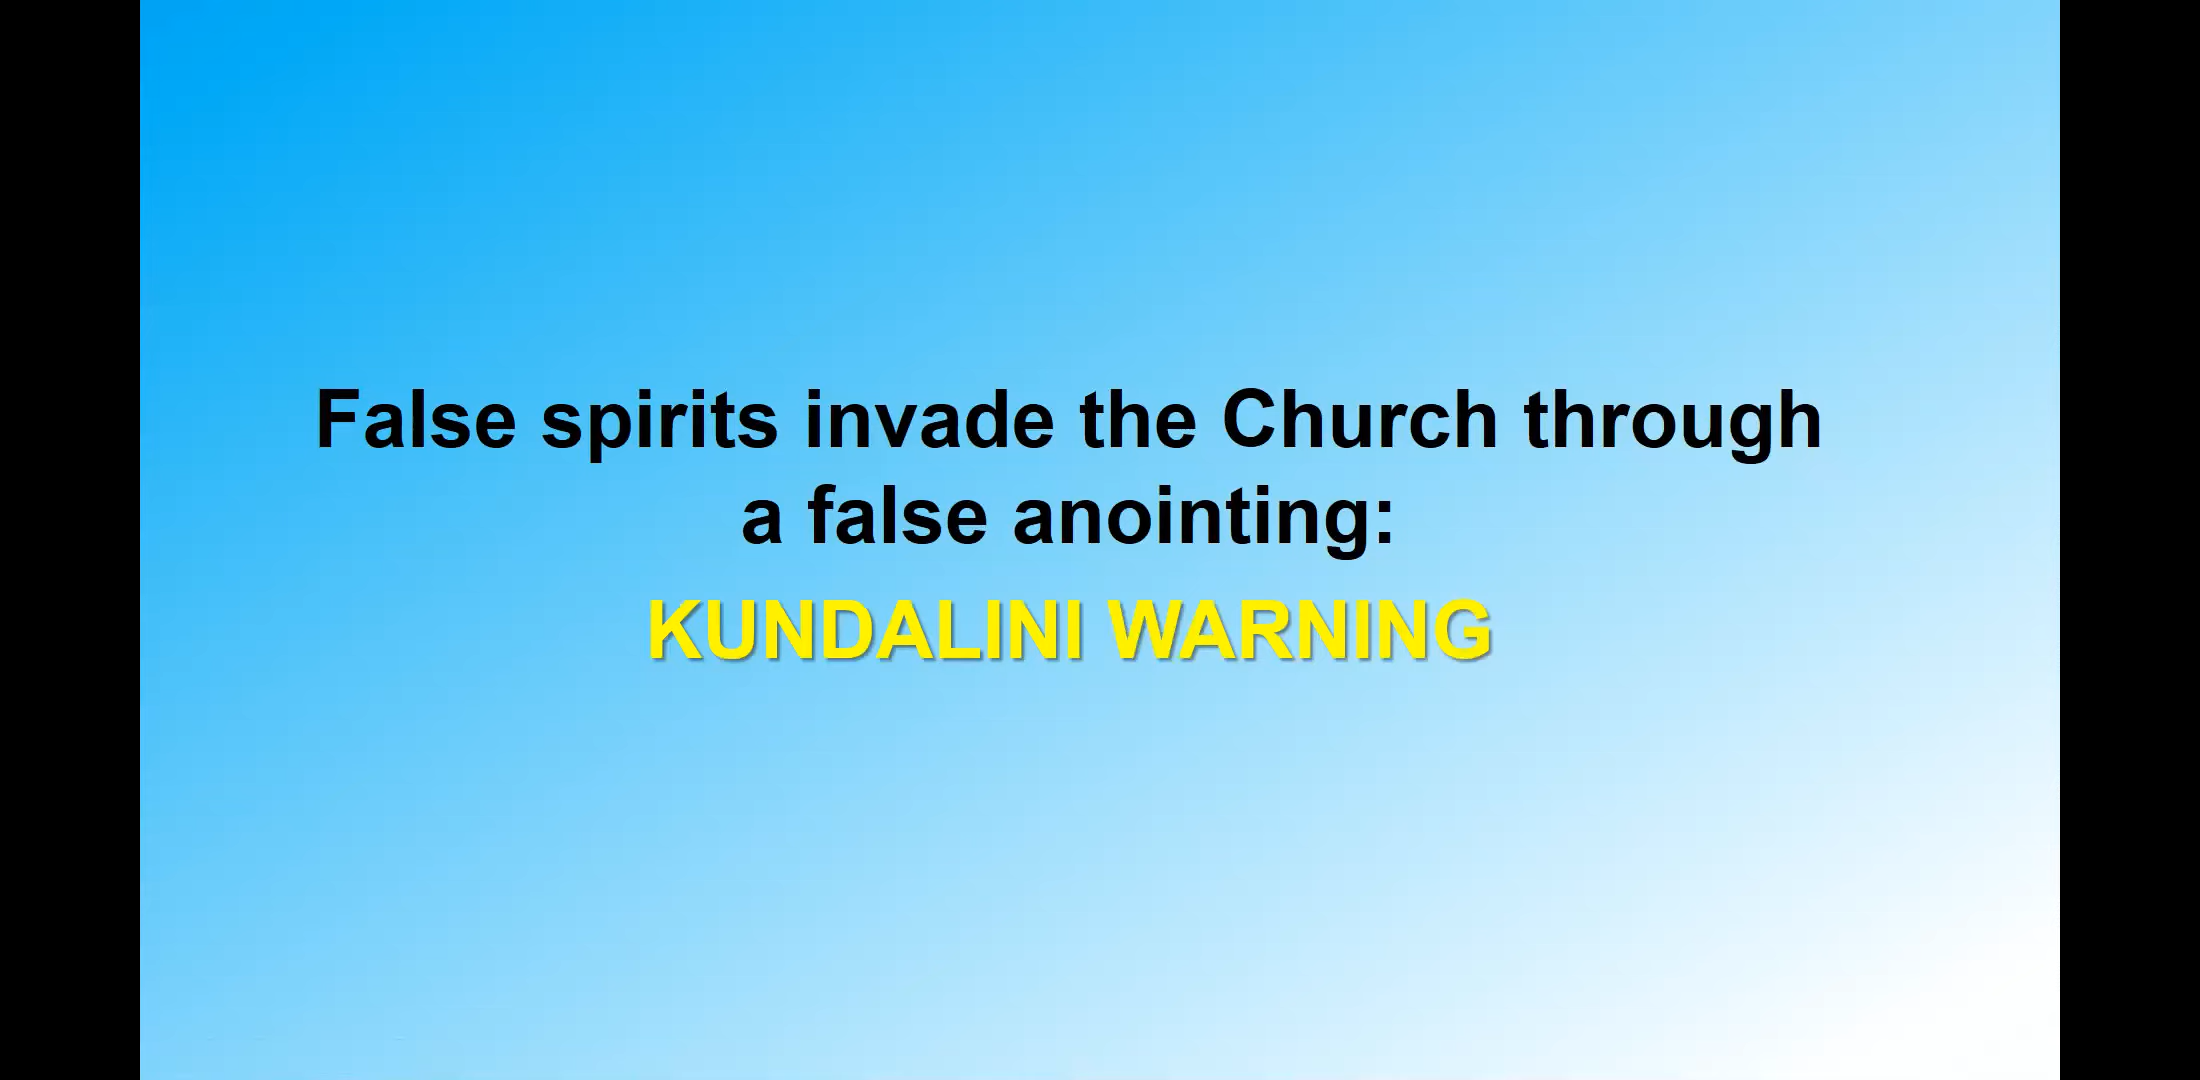 False spirits invade the Church through
a false anointing:
KUNDALINI WARNING